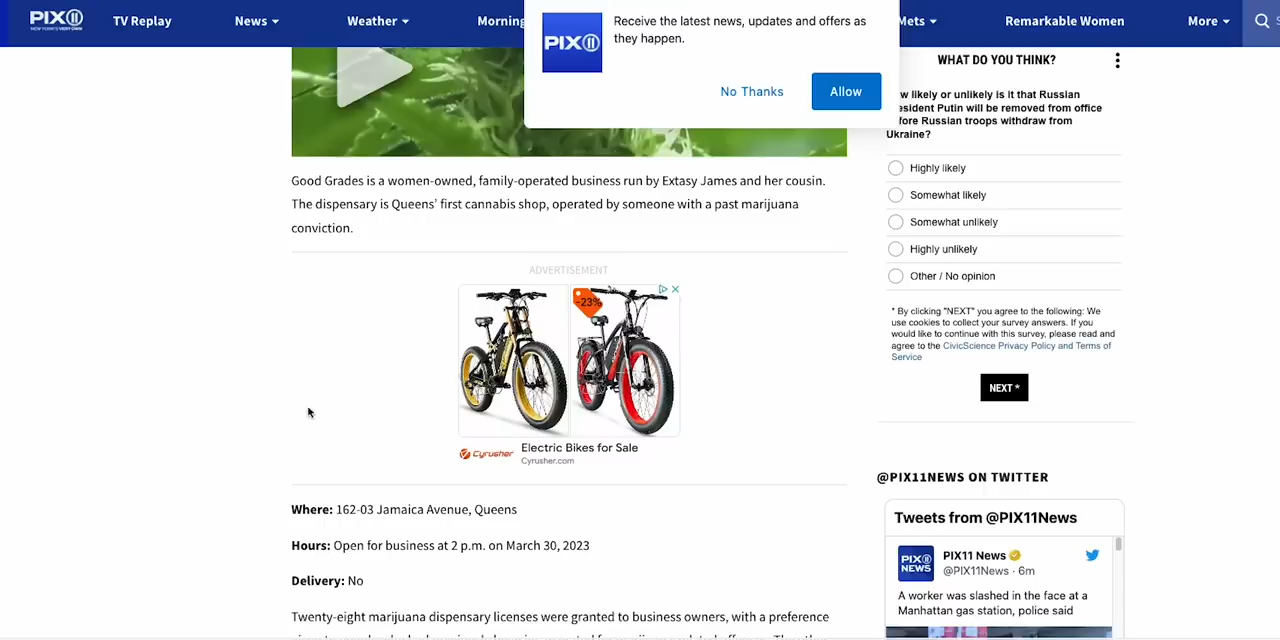 PIX11
NEW YORK'S VERY OWN
TV Replay
News
Weather
Morning
Mets
Remarkable Women
More
PIX11
Receive the latest news, updates and offers as
they happen.
No Thanks
Allow
Good Grades is a women-owned, family-operated business run by Extasy James and her cousin.
The dispensary is Queens’ first cannabis shop, operated by someone with a past marijuana
conviction.
ADVERTISEMENT
-23%
Cyrusher
Electric Bikes for Sale
Cyrusher.com
Where: 162-03 Jamaica Avenue, Queens
Hours: Open for business at 2 p.m. on March 30, 2023
Delivery: No
Twenty-eight marijuana dispensary licenses were granted to business owners, with a preference
WHAT DO YOU THINK?
likely or unlikely is it that Russian
Putin will be removed from office
Russian troops withdraw from
Ukraine?
Highly likely
Somewhat likely
Somewhat unlikely
Highly unlikely
Other / No opinion
* By clicking "NEXT" you agree to the following: We
use cookies to collect your survey answers. If you
would like to continue with this survey, please read and
agree to the CivicScience Privacy Policy and Terms of
Service
NEXT *
@PIX11NEWS ON TWITTER
Tweets from @PIX11News
PIX11
NEWS
PIX11 News
@PIX11News · 6m
A worker was slashed in the face at a
Manhattan gas station, police said